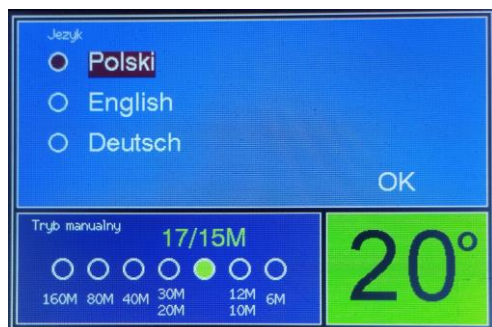 Jezyk
Polski
English
Deutsch
OK
Tryb manualny
17/15M
160M 80M 40M 30M 20M 12M 10M 6M
20°